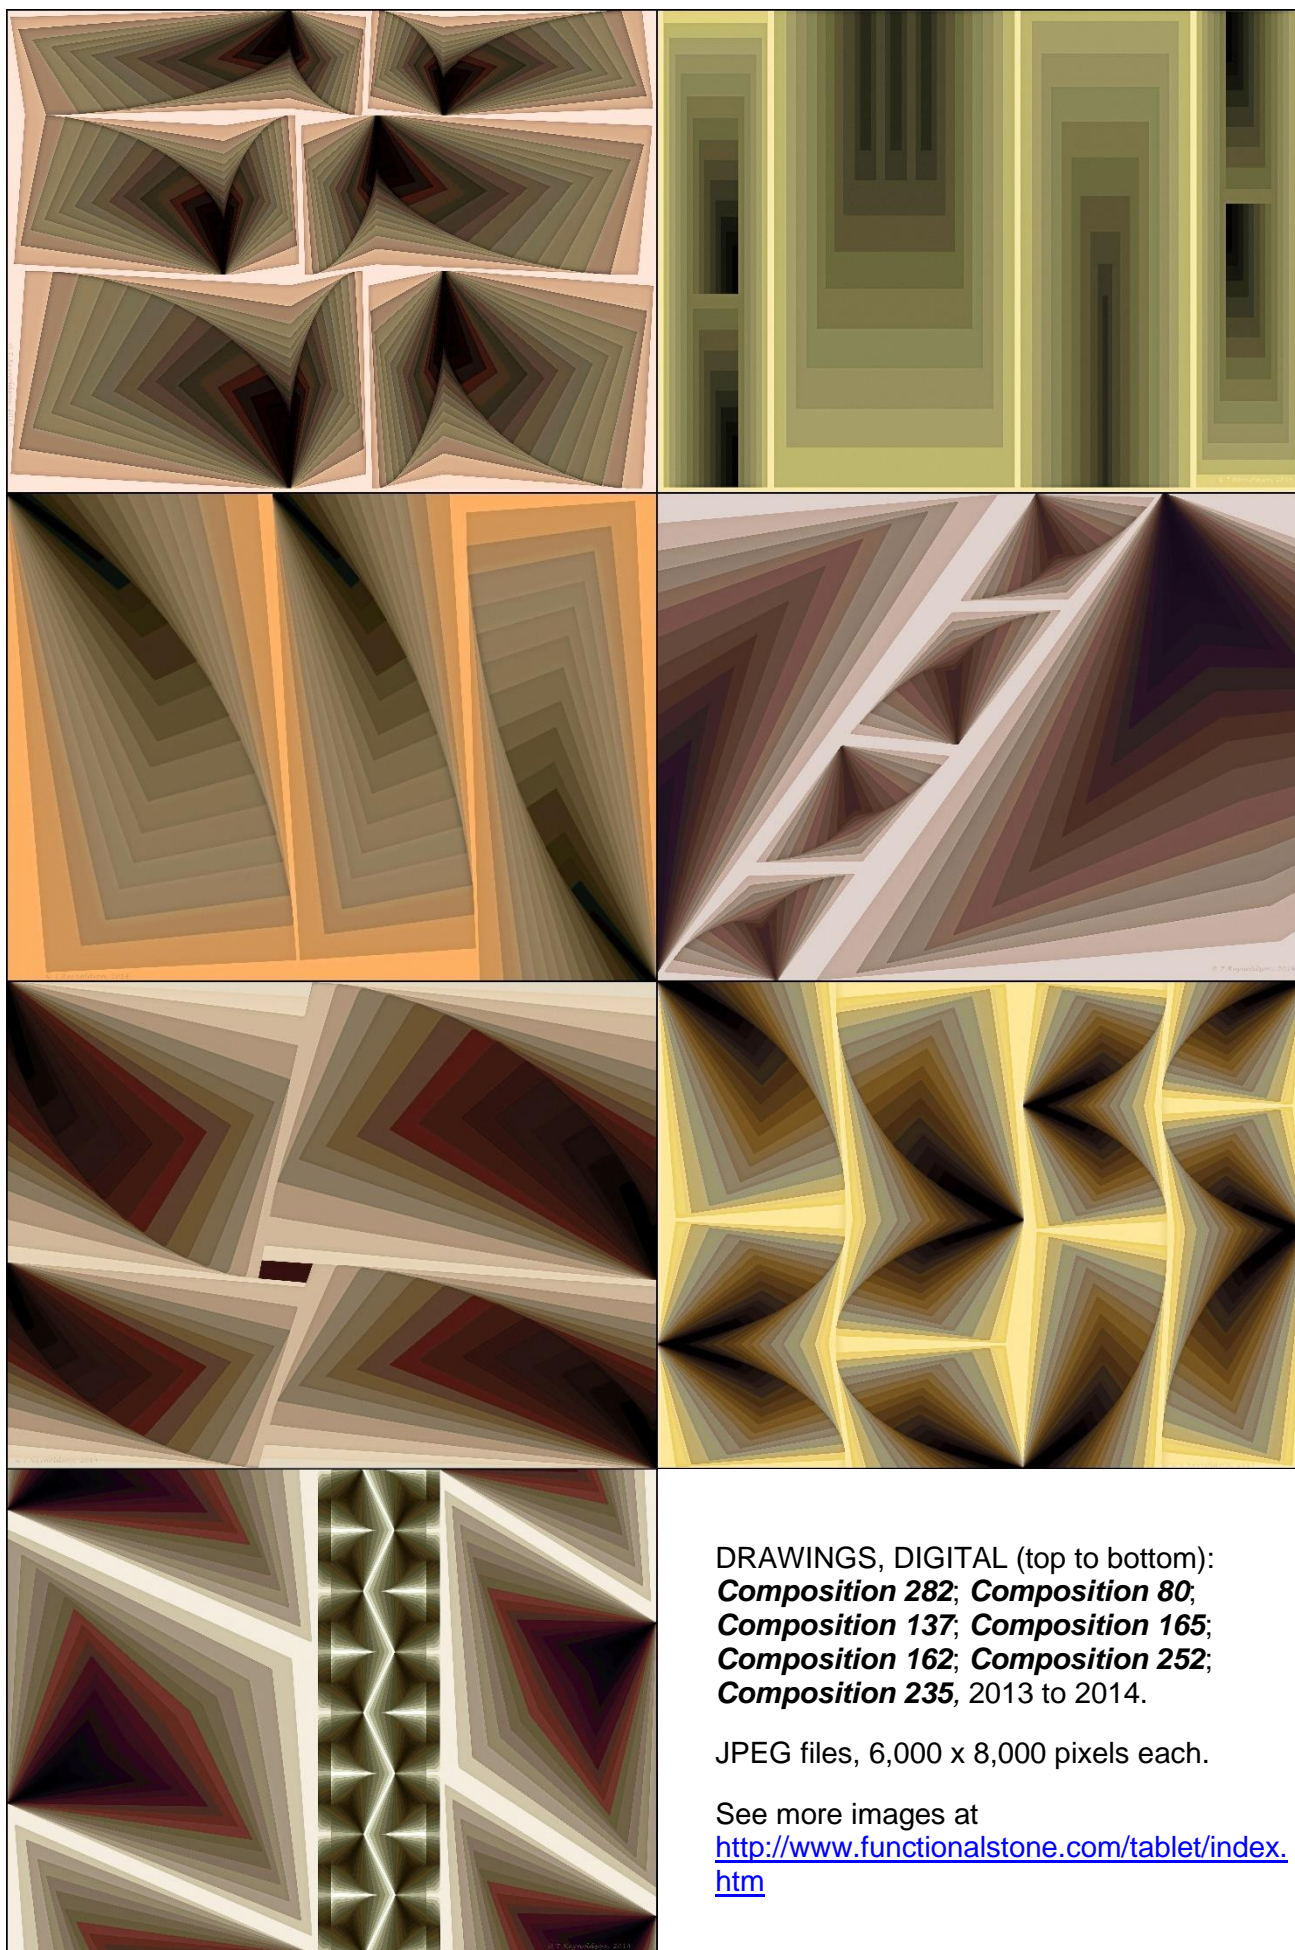 © T Reynoldson, 2014
DRAWINGS, DIGITAL (top to bottom):
Composition 282; Composition 80;
Composition 137; Composition 165;
Composition 162; Composition 252;
Composition 235, 2013 to 2014.
JPEG files, 6,000 x 8,000 pixels each.
See more images at
http://www.functionalstone.com/tablet/index.
htm